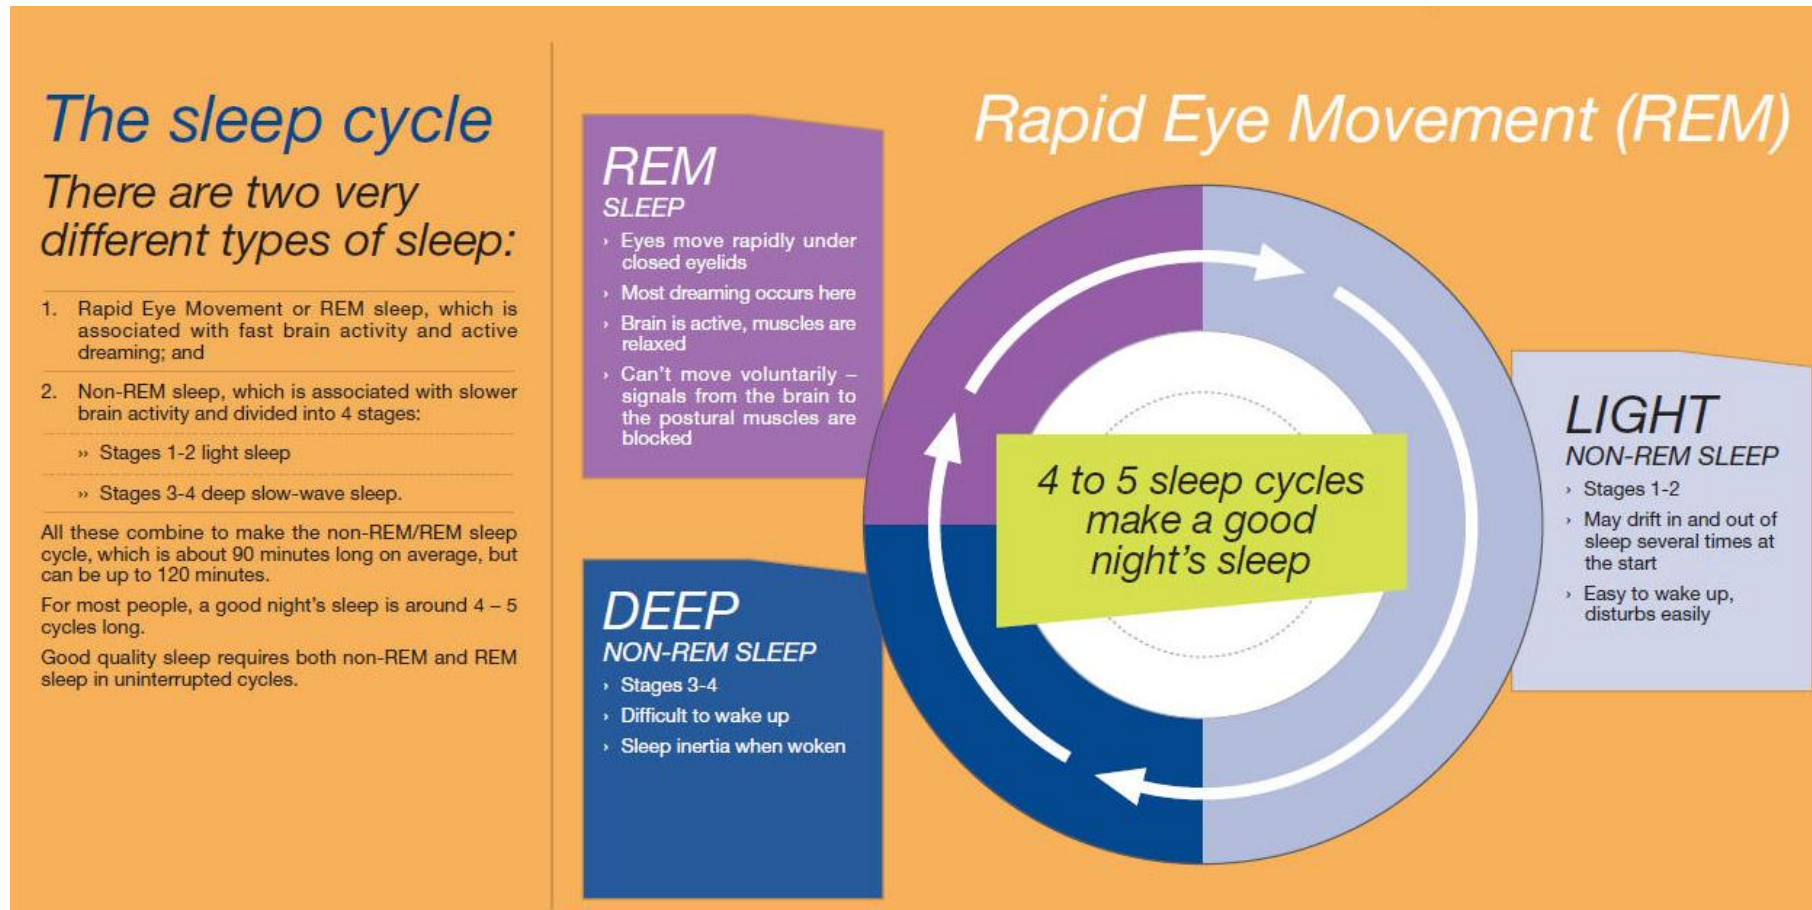 The sleep cycle
There are two very
different types of sleep:
1. Rapid Eye Movement or REM sleep, which is
associated with fast brain activity and active
dreaming; and
2. Non-REM sleep, which is associated with slower
brain activity and divided into 4 stages:
›› Stages 1-2 light sleep
›› Stages 3-4 deep slow-wave sleep.
All these combine to make the non-REM/REM sleep
cycle, which is about 90 minutes long on average, but
can be up to 120 minutes.
For most people, a good night's sleep is around 4 – 5
cycles long.
Good quality sleep requires both non-REM and REM
sleep in uninterrupted cycles.
Rapid Eye Movement (REM)
REM
SLEEP
› Eyes move rapidly under
closed eyelids
› Most dreaming occurs here
› Brain is active, muscles are
relaxed
› Can't move voluntarily –
signals from the brain to
the postural muscles are
blocked
DEEP
NON-REM SLEEP
› Stages 3-4
› Difficult to wake up
› Sleep inertia when woken
4 to 5 sleep cycles
make a good
night's sleep
LIGHT
NON-REM SLEEP
› Stages 1-2
› May drift in and out of
sleep several times at
the start
› Easy to wake up,
disturbs easily